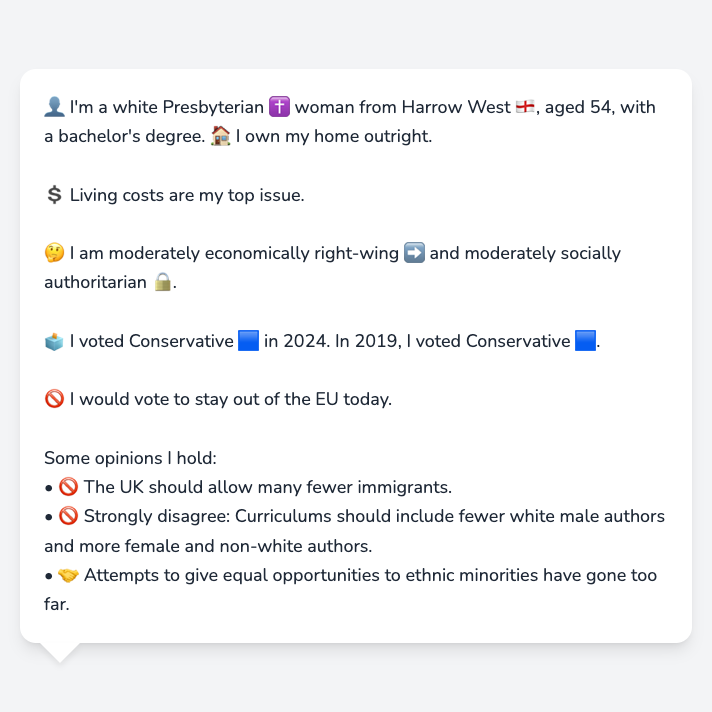 👤 I'm a white Presbyterian ✝️ woman from Harrow West 🏴󠁧󠁢󠁥󠁮󠁧󠁿, aged 54, with
a bachelor's degree. 🏠 I own my home outright.
💲 Living costs are my top issue.
🤔 I am moderately economically right-wing ➡️ and moderately socially
authoritarian 🔒.
🗳️ I voted Conservative 🟦 in 2024. In 2019, I voted Conservative 🟦.
🚫 I would vote to stay out of the EU today.
Some opinions I hold:
• 🚫 The UK should allow many fewer immigrants.
• 🚫 Strongly disagree: Curriculums should include fewer white male authors
and more female and non-white authors.
• 🤝 Attempts to give equal opportunities to ethnic minorities have gone too
far.